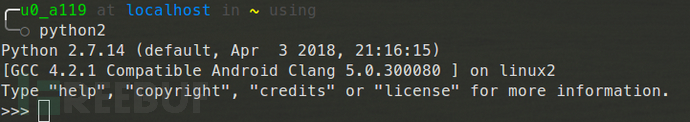 u0_a119 at localhost in ~ using
python2
Python 2.7.14 (default, Apr  3 2018, 21:16:15)
[GCC 4.2.1 Compatible Android Clang 5.0.300080 ] on linux2
Type "help", "copyright", "credits" or "license" for more information.
>>>
REEBUF